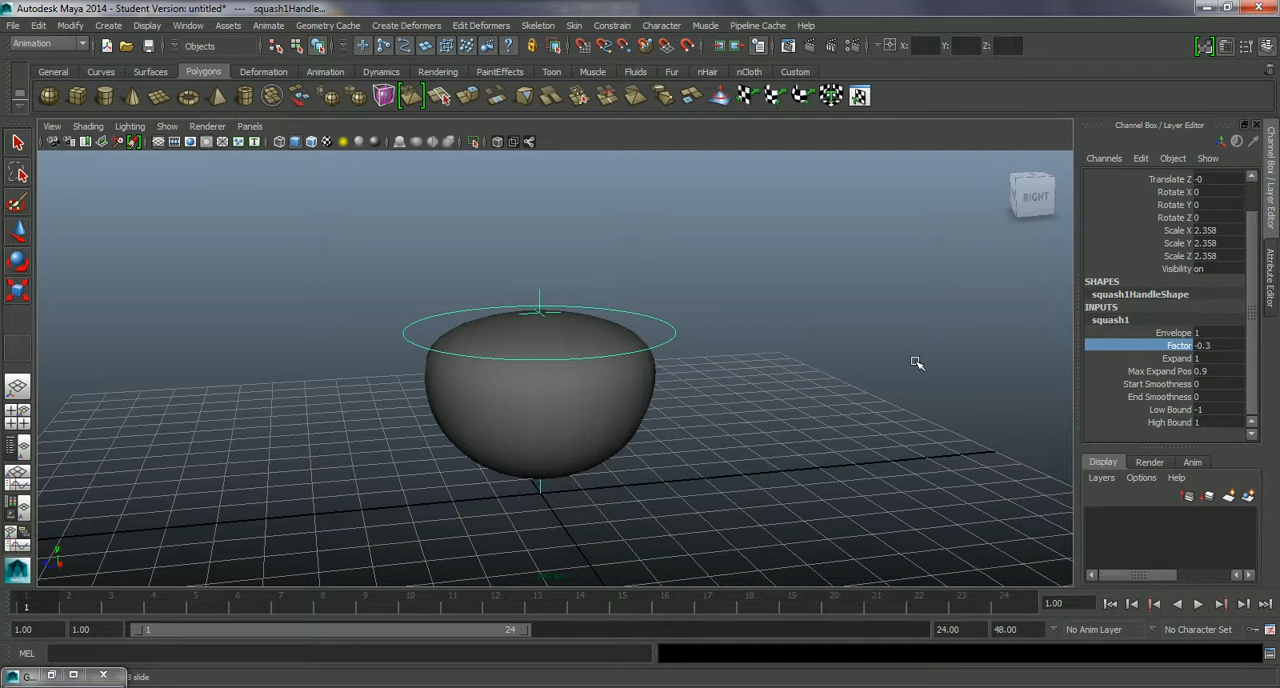 Autodesk Maya 2014 - Student Version: untitled* --- squash1Handle...
File Edit Modify Create Display Window Assets Animate Geometry Cache Create Deformers Edit Deformers Skeleton Skin Constrain Character Muscle Pipeline Cache Help
Animation Objects X: Y: Z:
General Curves Surfaces Polygons Deformation Animation Dynamics Rendering PaintEffects Toon Muscle Fluids Fur nHair nCloth Custom
View Shading Lighting Show Renderer Panels
Channel Box / Layer Editor
Channels Edit Object Show
Translate Z -0
Rotate X 0
Rotate Y 0
Rotate Z 0
Scale X 2.358
Scale Y 2.358
Scale Z 2.358
Visibility on
SHAPES
squash1HandleShape
INPUTS
squash1
Envelope 1
Factor -0.3
Expand 1
Max Expand Pos 0.9
Start Smoothness 0
End Smoothness 0
Low Bound -1
High Bound 1
Channel Box / Layer Editor
Attribute Editor
RIGHT
Display Render Anim
Layers Options Help
y
x
1 2 3 4 5 6 7 8 9 10 11 12 13 14 15 16 17 18 19 20 21 22 23 24
1
1.00
1.00 1.00 1 24 24.00 48.00 No Anim Layer No Character Set
MEL
G... slide